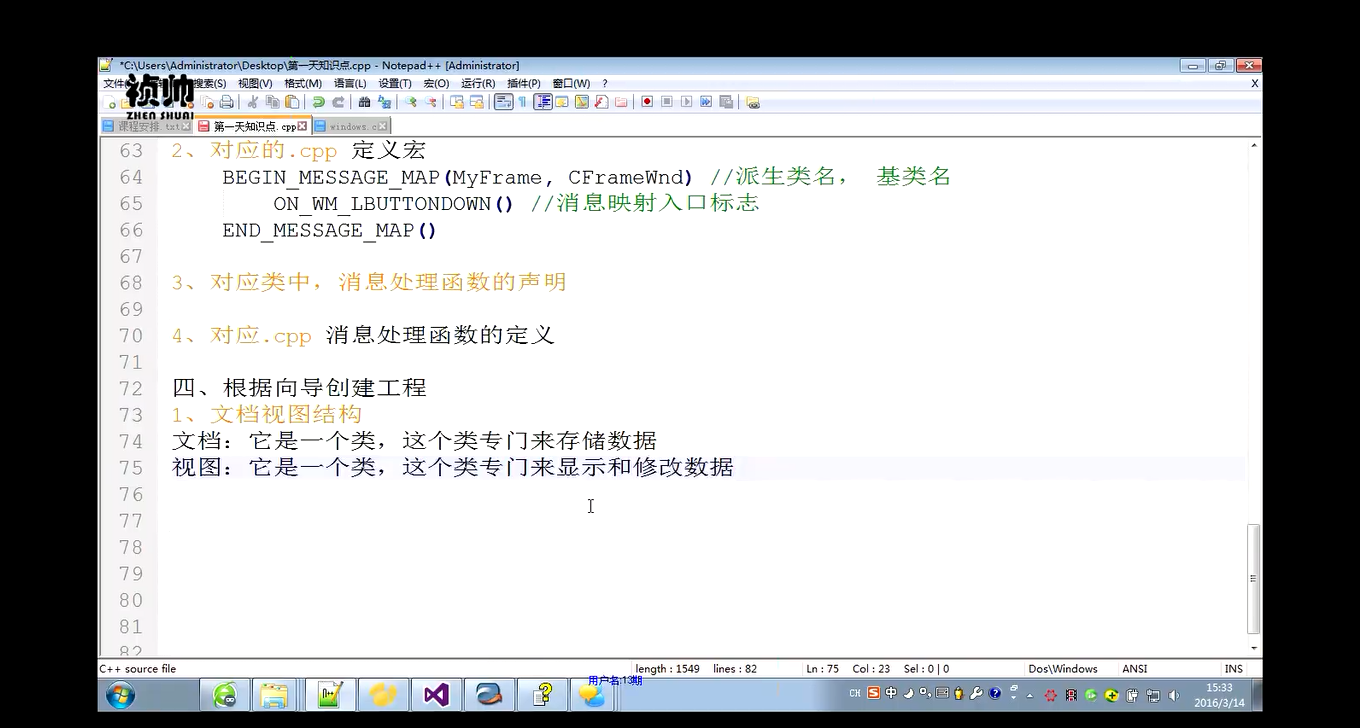 *C:\Users\Administrator\Desktop\第一天知识点.cpp - Notepad++ [Administrator]
祯帅
ZHEN SHUAI
搜索(S) 视图(V) 格式(M) 语言(L) 设置(T) 宏(O) 运行(R) 插件(P) 窗口(W) ? X
课程安排.txt 第一天知识点.cpp windows.c
63 2、对应的.cpp 定义宏
64 BEGIN_MESSAGE_MAP(MyFrame, CFrameWnd) //派生类名， 基类名
65 ON_WM_LBUTTONDOWN() //消息映射入口标志
66 END_MESSAGE_MAP()
67
68 3、对应类中，消息处理函数的声明
69
70 4、对应.cpp 消息处理函数的定义
71
72 四、根据向导创建工程
73 1、文档视图结构
74 文档：它是一个类，这个类专门来存储数据
75 视图：它是一个类，这个类专门来显示和修改数据
76
77
78
79
80
81
82
C++ source file length : 1549 lines : 82 Ln : 75 Col : 23 Sel : 0 | 0 Dos\Windows ANSI INS
用户名:13期
CH 中 15:33
2016/3/14